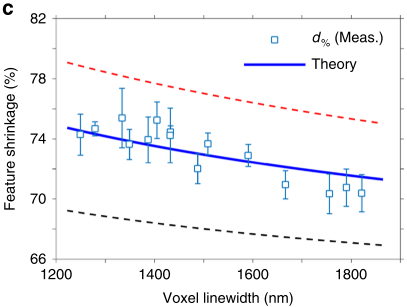 c
82
78
74
70
66
Feature shrinkage (%)
d% (Meas.)
Theory
1200 1400 1600 1800
Voxel linewidth (nm)